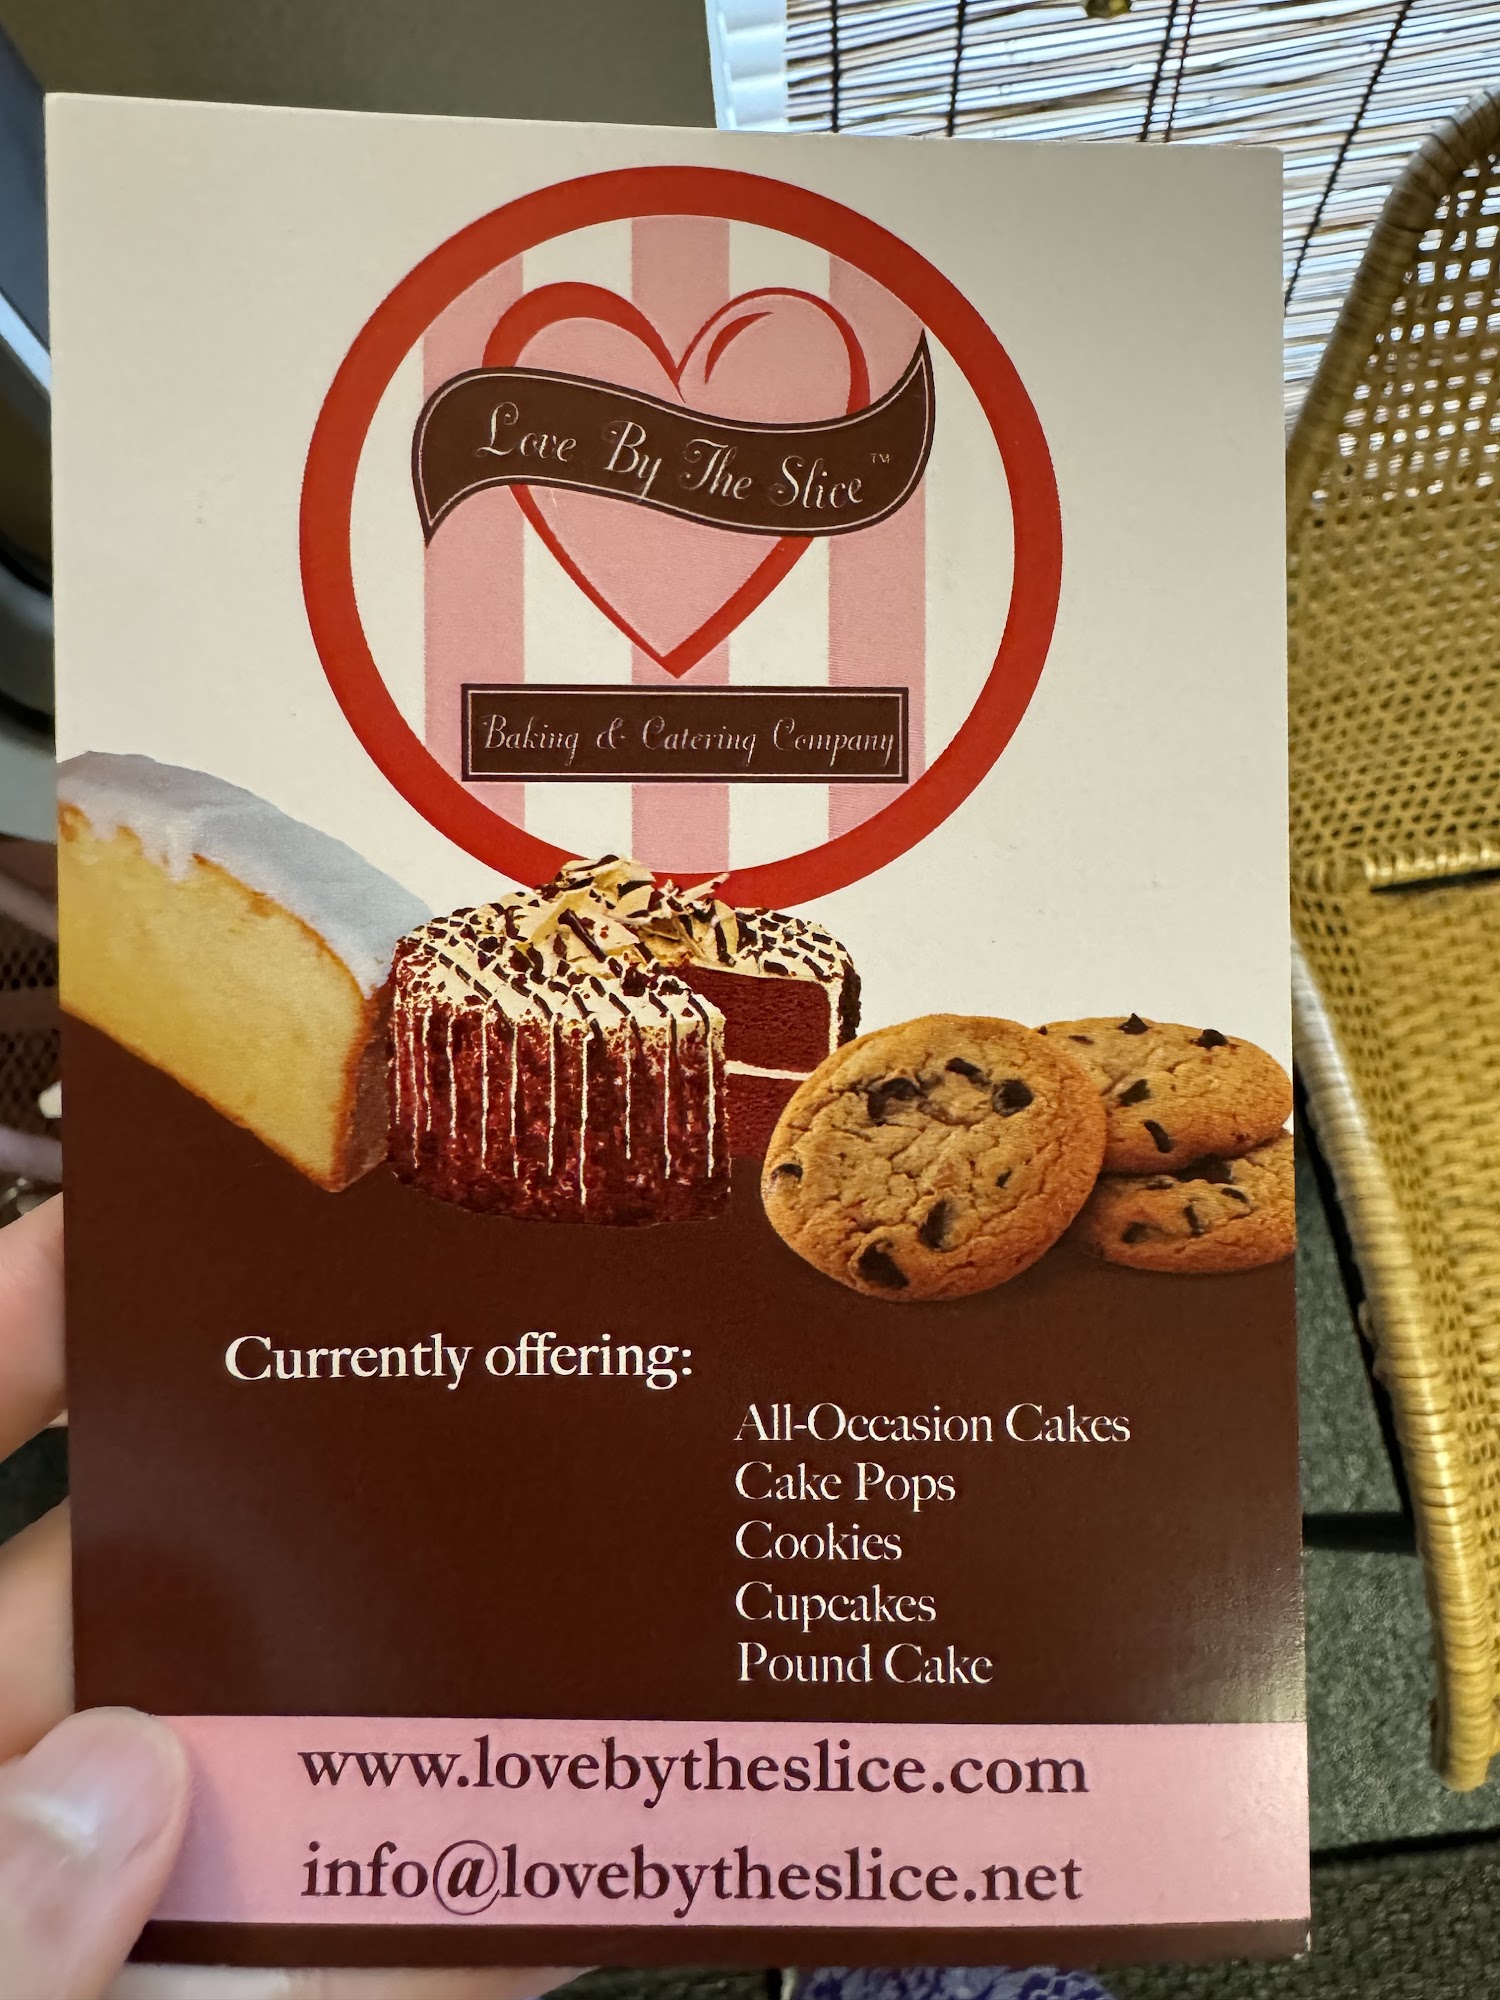 Love By The Slice™
Baking & Catering Company
Currently offering:
All-Occasion Cakes
Cake Pops
Cookies
Cupcakes
Pound Cake
www.lovebytheslice.com
info@lovebytheslice.net